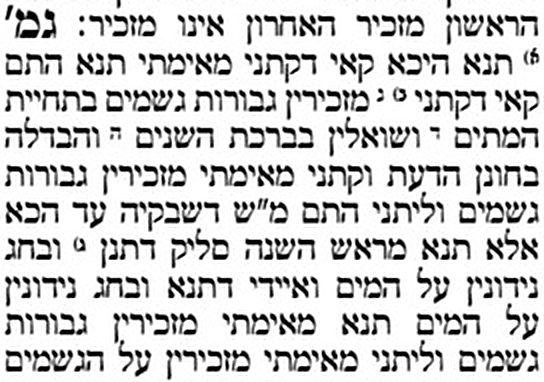 הראשון מזכיר האחרון אינו מזכיר: גמ'
א) תנא היכא קאי דקתני מאימתי תנא התם
קאי דקתני ב) ג מזכירין גבורות גשמים בתחיית
המתים ד ושואלין בברכת השנים ה והבדלה
בחונן הדעת וקתני מאימתי מזכירין גבורות
גשמים וליתני התם מ"ש דשבקיה עד הכא
אלא תנא מראש השנה סליק דתנן ג) ובחג
נידונין על המים ואיידי דתנא ובחג נידונין
על המים תנא מאימתי מזכירין גבורות
גשמים וליתני מאימתי מזכירין על הגשמים